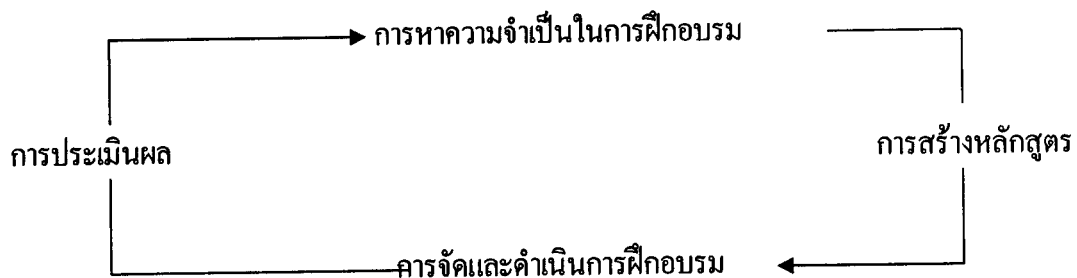 การหาความจำเป็นในการฝึกอบรม
การประเมินผล
การสร้างหลักสูตร
การจัดและดำเนินการฝึกอบรม